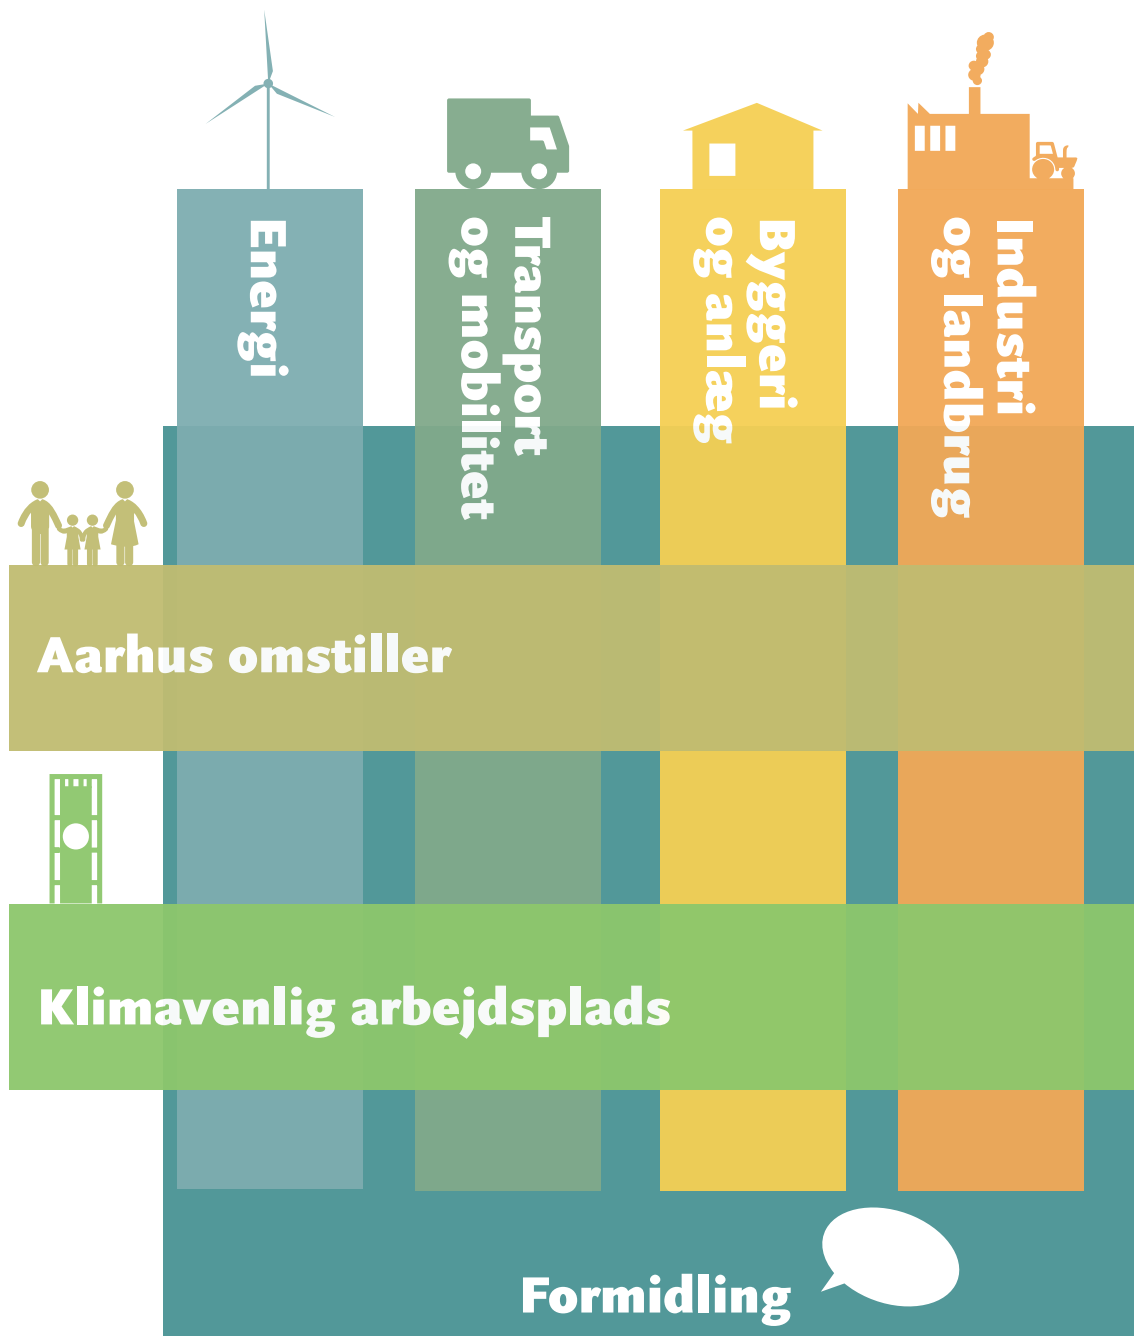 Energi
Transport
og mobilitet
Byggeri
og anlæg
Industri
og landbrug
Aarhus omstiller
Klimavenlig arbejdsplads
Formidling